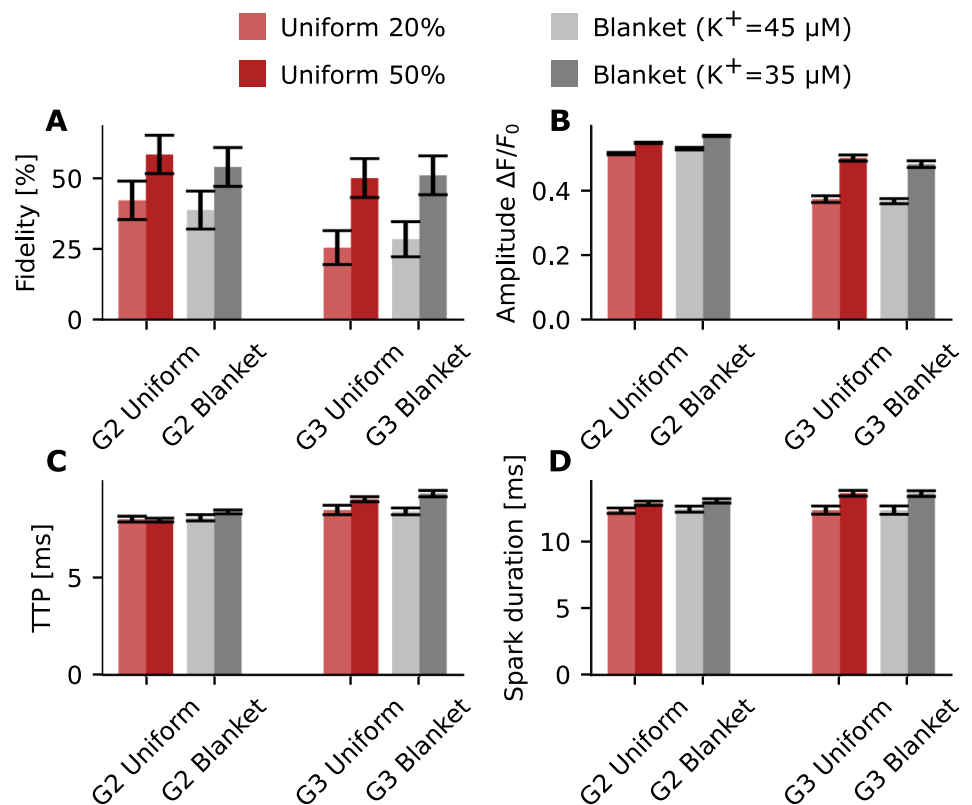 Uniform 20%
Uniform 50%
Blanket (K+=45 μM)
Blanket (K+=35 μM)
A
Fidelity [%]
50
25
0
G2 Uniform
G2 Blanket
G3 Uniform
G3 Blanket
B
Amplitude ΔF/F0
0.4
0.2
0.0
G2 Uniform
G2 Blanket
G3 Uniform
G3 Blanket
C
TTP [ms]
5
0
G2 Uniform
G2 Blanket
G3 Uniform
G3 Blanket
D
Spark duration [ms]
10
5
0
G2 Uniform
G2 Blanket
G3 Uniform
G3 Blanket